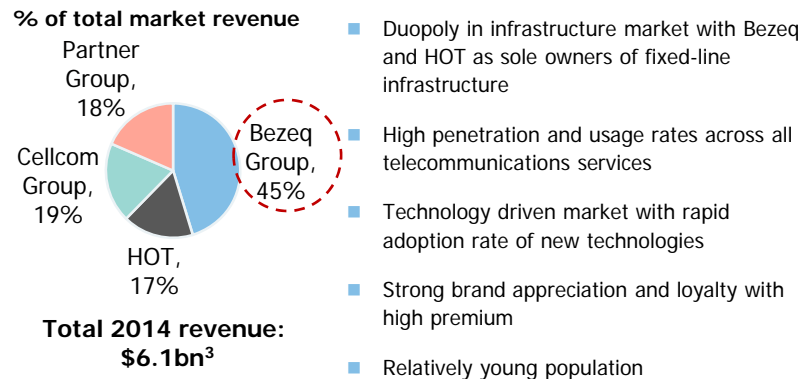 % of total market revenue
Partner
Group,
18%
Bezeq
Group,
45%
Cellcom
Group,
19%
HOT,
17%
Total 2014 revenue:
$6.1bn3
Duopoly in infrastructure market with Bezeq
and HOT as sole owners of fixed-line
infrastructure
High penetration and usage rates across all
telecommunications services
Technology driven market with rapid
adoption rate of new technologies
Strong brand appreciation and loyalty with
high premium
Relatively young population